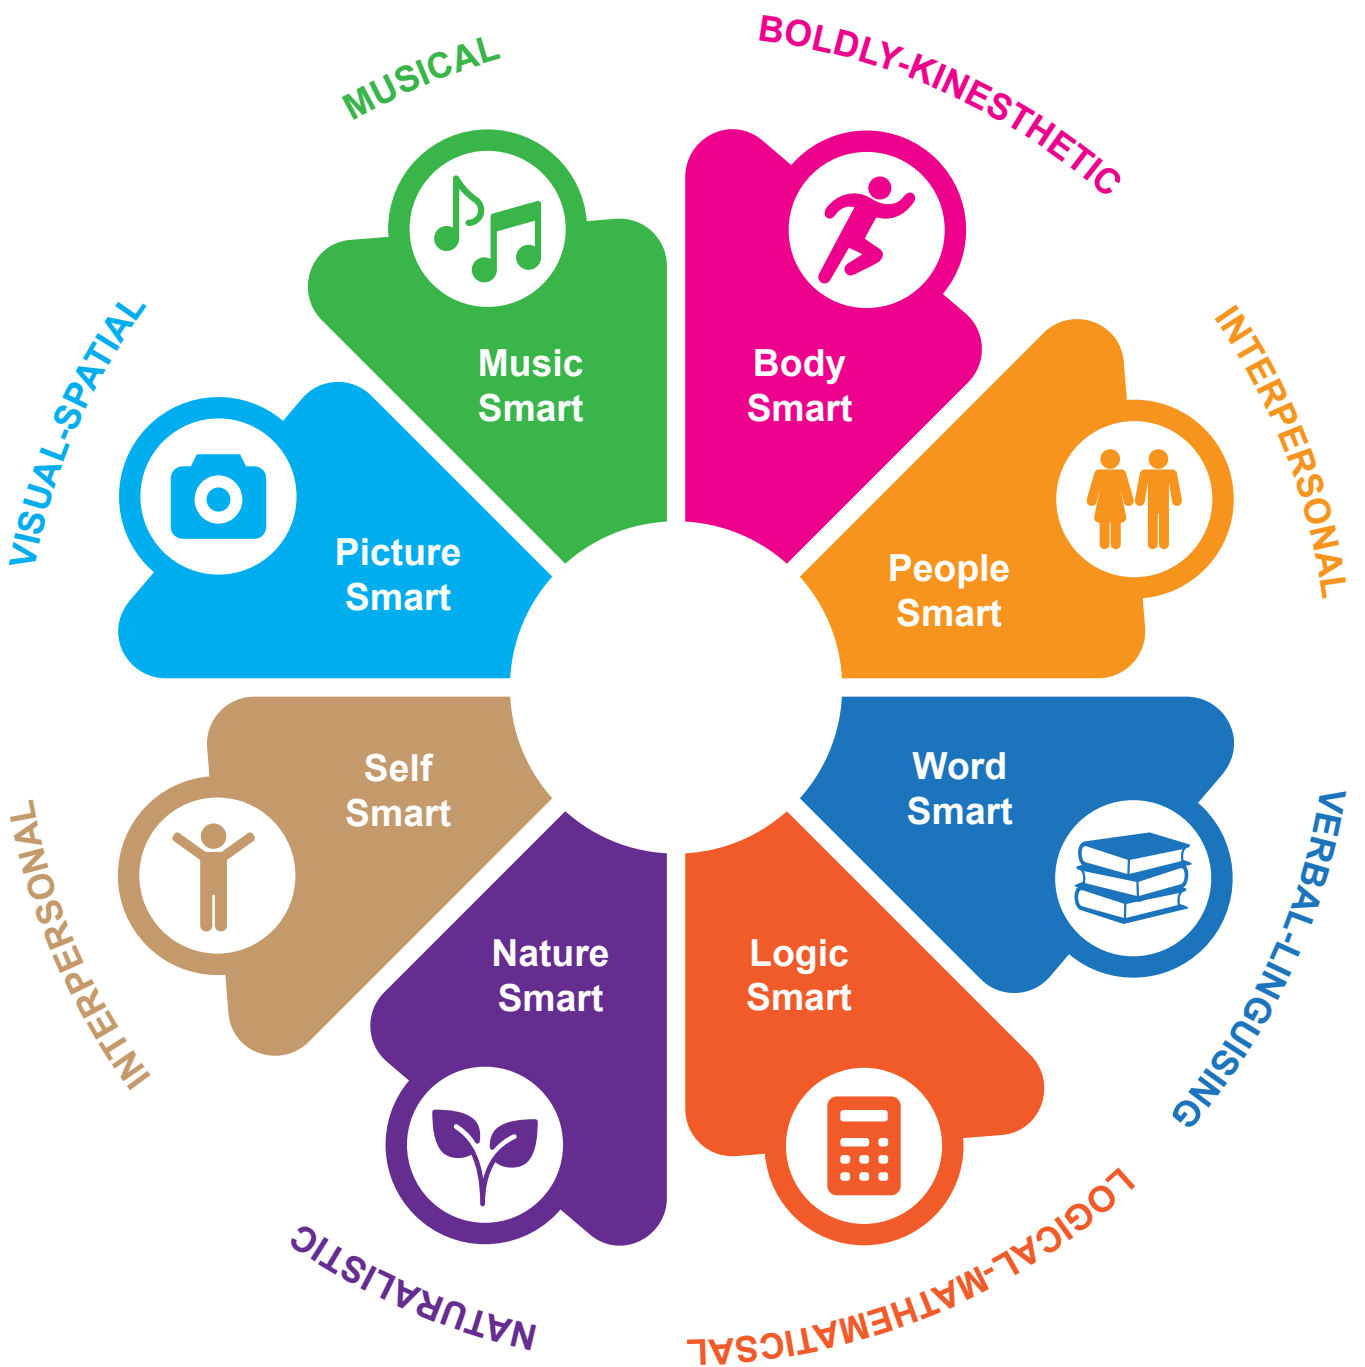 MUSICAL
BOLDLY-KINESTHETIC
INTERPERSONAL
VERBAL-LINGUISING
LOGICAL-MATHEMATICSAL
NATURALISTIC
INTERPERSONAL
VISUAL-SPATIAL
Music
Smart
Body
Smart
People
Smart
Word
Smart
Logic
Smart
Nature
Smart
Self
Smart
Picture
Smart